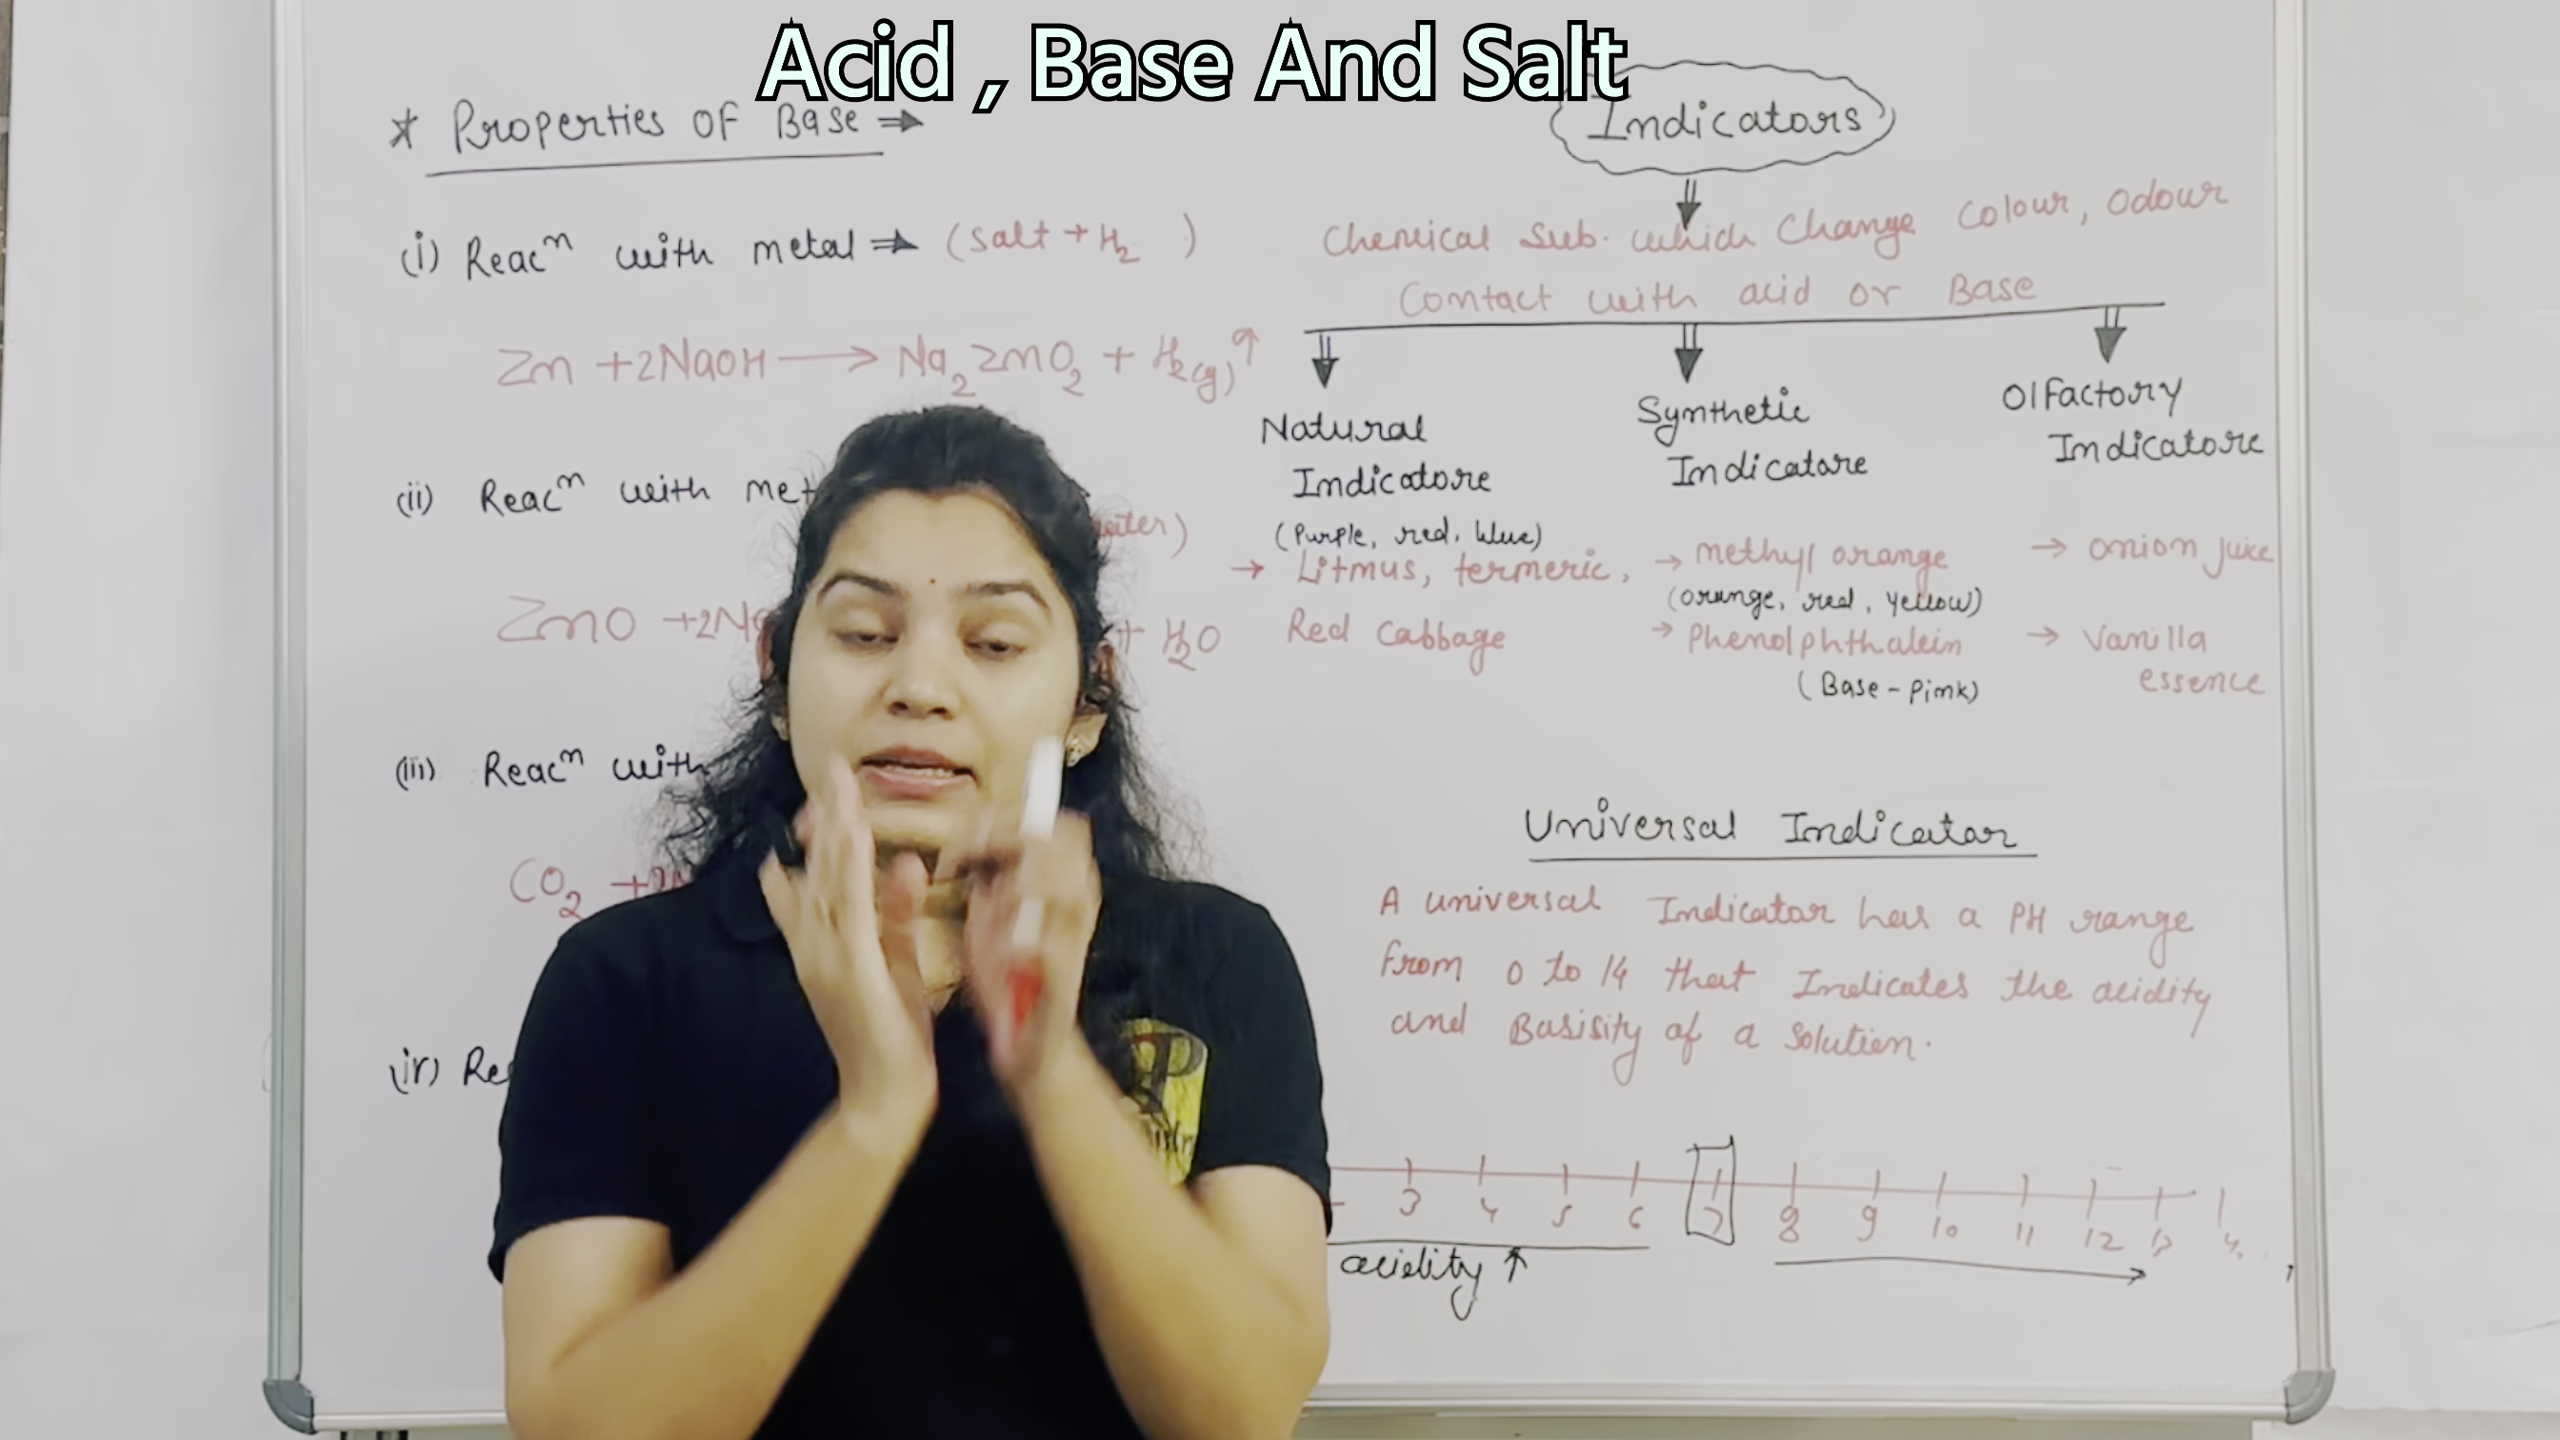 Acid , Base And Salt
* Properties OF Base ⇒
(i) Reacⁿ with metal ⇒ (salt + H₂ )
Zn + 2NaOH ⟶ Na₂ZnO₂ + H₂(g)↑
(ii) Reacⁿ with met
water)
ZnO + 2Na
+ H₂O
(iii) Reacⁿ with
CO₂ +
(iv) Re
Indicators
Chemical Sub. which Change Colour, Odour
Contact with acid or Base
Natural
Indicatore
(Purple, red, blue)
→ Litmus, termeric,
Red Cabbage
Synthetic
Indicatore
→ methyl orange
(orange, red, yellow)
→ Phenolphthalein
(Base - Pink)
Olfactory
Indicatore
→ onion juice
→ vanilla
essence
Universal Indicator
A universal Indicator has a PH range
From 0 to 14 that Indicates the acidity
and Basisity of a Solution.
3 4 5 6 7 8 9 10 11 12 13 14
acidity ↑